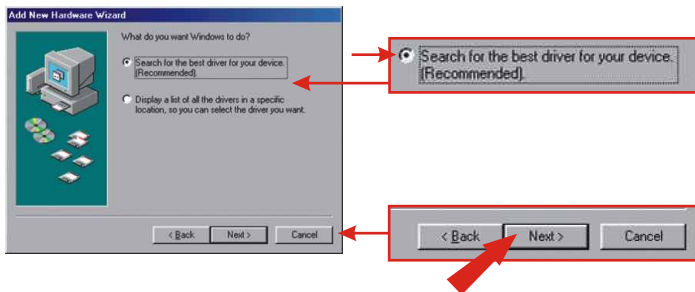 Add New Hardware Wizard
What do you want Windows to do?
Search for the best driver for your device.
(Recommended).
Display a list of all the drivers in a specific
location, so you can select the driver you want.
< Back Next > Cancel
Search for the best driver for your device.
(Recommended).
< Back Next > Cancel